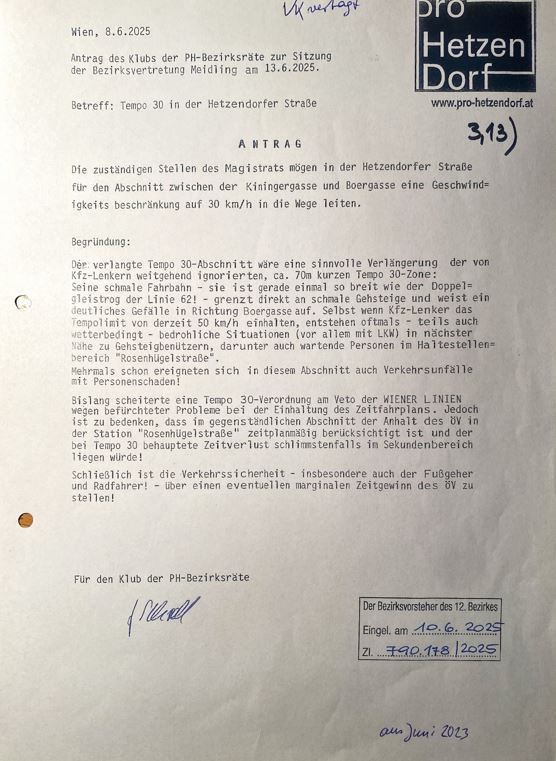 VK vertagt
pro
Hetzen
Dorf
www.pro-hetzendorf.at
Wien, 8.6.2025
Antrag des Klubs der PH-Bezirksräte zur Sitzung
der Bezirksvertretung Meidling am 13.6.2025.
Betreff: Tempo 30 in der Hetzendorfer Straße
3,13)
A N T R A G
Die zuständigen Stellen des Magistrats mögen in der Hetzendorfer Straße
für den Abschnitt zwischen der Kiningergasse und Boergasse eine Geschwind=
igkeits beschränkung auf 30 km/h in die Wege leiten.
Begründung:
Der verlangte Tempo 30-Abschnitt wäre eine sinnvolle Verlängerung der von
Kfz-Lenkern weitgehend ignorierten, ca. 70m kurzen Tempo 30-Zone:
Seine schmale Fahrbahn - sie ist gerade einmal so breit wie der Doppel=
gleistrog der Linie 62! - grenzt direkt an schmale Gehsteige und weist ein
deutliches Gefälle in Richtung Boergasse auf. Selbst wenn Kfz-Lenker das
Tempolimit von derzeit 50 km/h einhalten, entstehen oftmals - teils auch
wetterbedingt - bedrohliche Situationen (vor allem mit LKW) in nächster
Nähe zu Gehsteigbenützern, darunter auch wartende Personen im Haltestellen=
bereich "Rosenhügelstraße".
Mehrmals schon ereigneten sich in diesem Abschnitt auch Verkehrsunfälle
mit Personenschaden!
Bislang scheiterte eine Tempo 30-Verordnung am Veto der WIENER LINIEN
wegen befürchteter Probleme bei der Einhaltung des Zeitfahrplans. Jedoch
ist zu bedenken, dass im gegenständlichen Abschnitt der Anhalt des ÖV in
der Station "Rosenhügelstraße" zeitplanmäßig berücksichtigt ist und der
bei Tempo 30 behauptete Zeitverlust schlimmstenfalls im Sekundenbereich
liegen würde!
Schließlich ist die Verkehrssicherheit - insbesondere auch der Fußgeher
und Radfahrer! - über einen eventuellen marginalen Zeitgewinn des ÖV zu
stellen!
Für den Klub der PH-Bezirksräte
Der Bezirksvorsteher des 12. Bezirkes
Eingel. am 10.6. 2025
Zl. 790.178/2025
aus Juni 2023